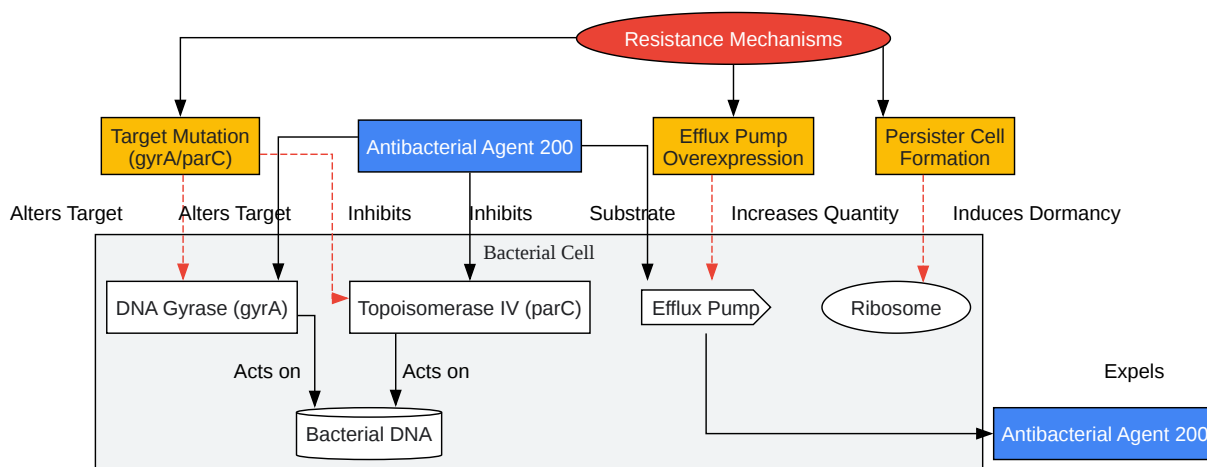 Resistance Mechanisms
Target Mutation
(gyrA/parC)
Antibacterial Agent 200
Efflux Pump
Overexpression
Persister Cell
Formation
Alters Target
Alters Target
Inhibits
Inhibits
Substrate
Increases Quantity
Induces Dormancy
Bacterial Cell
DNA Gyrase (gyrA)
Topoisomerase IV (parC)
Efflux Pump
Ribosome
Acts on
Acts on
Expels
Bacterial DNA
Antibacterial Agent 200